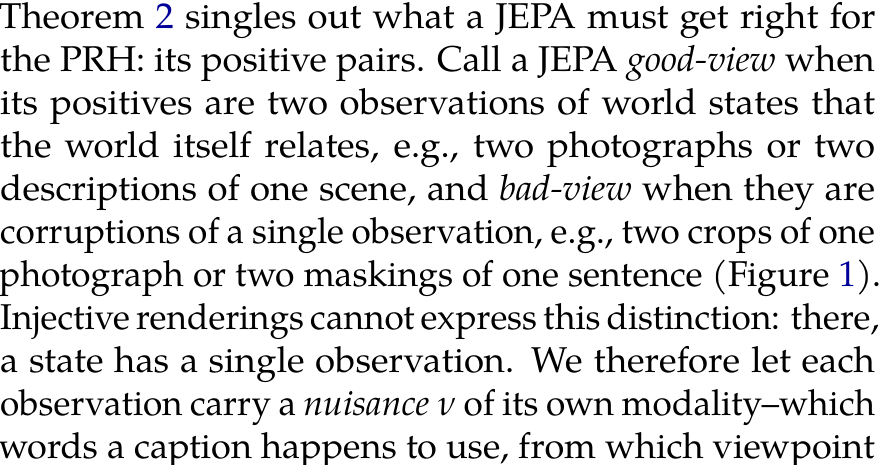 Theorem 2 singles out what a JEPA must get right for
the PRH: its positive pairs. Call a JEPA good-view when
its positives are two observations of world states that
the world itself relates, e.g., two photographs or two
descriptions of one scene, and bad-view when they are
corruptions of a single observation, e.g., two crops of one
photograph or two maskings of one sentence (Figure 1).
Injective renderings cannot express this distinction: there,
a state has a single observation. We therefore let each
observation carry a nuisance ν of its own modality–which
words a caption happens to use, from which viewpoint